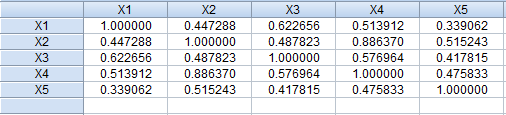 X1 X2 X3 X4 X5
X1 1.000000 0.447288 0.622656 0.513912 0.339062
X2 0.447288 1.000000 0.487823 0.886370 0.515243
X3 0.622656 0.487823 1.000000 0.576964 0.417815
X4 0.513912 0.886370 0.576964 1.000000 0.475833
X5 0.339062 0.515243 0.417815 0.475833 1.000000